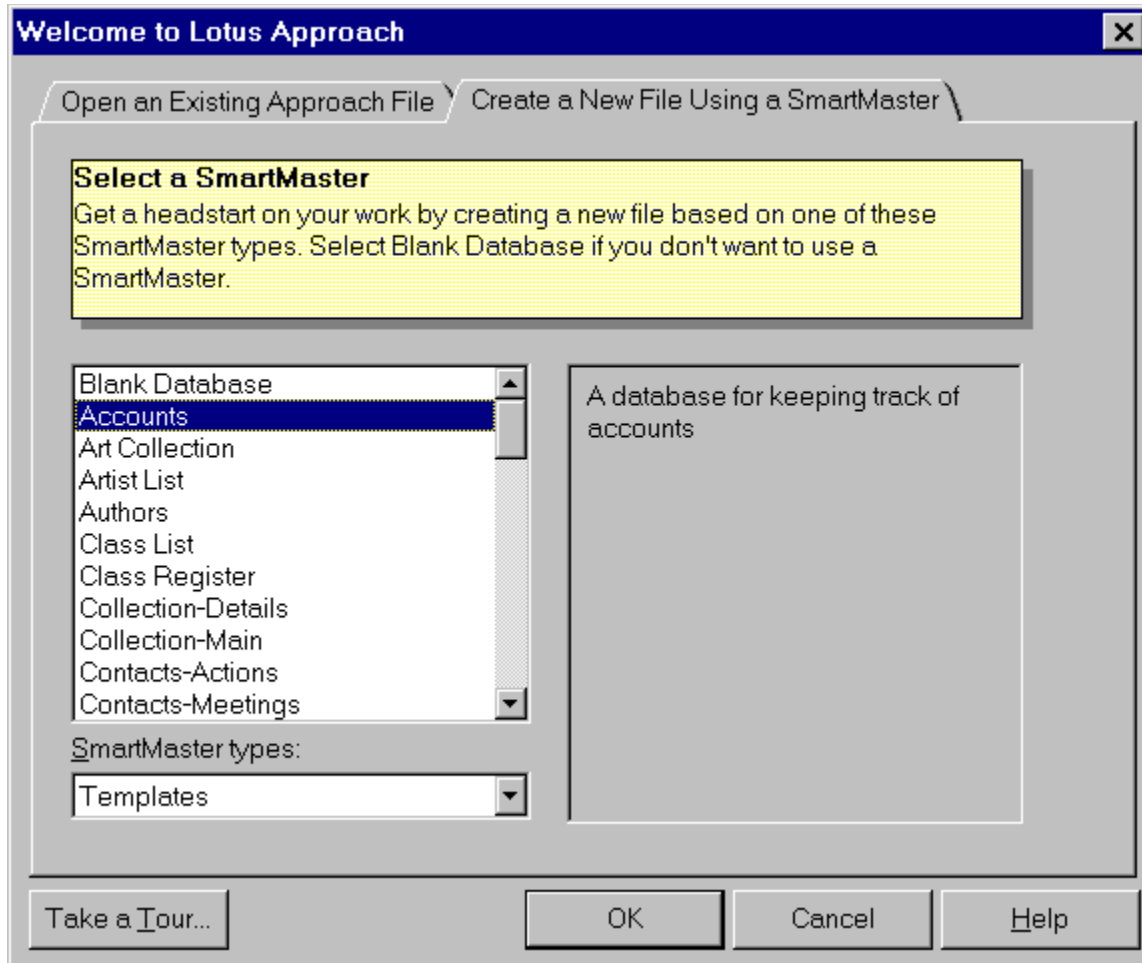 Welcome to Lotus Approach
Open an Existing Approach File
Create a New File Using a SmartMaster
Select a SmartMaster
Get a headstart on your work by creating a new file based on one of these
SmartMaster types. Select Blank Database if you don't want to use a
SmartMaster.
Blank Database
Accounts
Art Collection
Artist List
Authors
Class List
Class Register
Collection-Details
Collection-Main
Contacts-Actions
Contacts-Meetings
A database for keeping track of
accounts
SmartMaster types:
Templates
Take a Tour...
OK
Cancel
Help